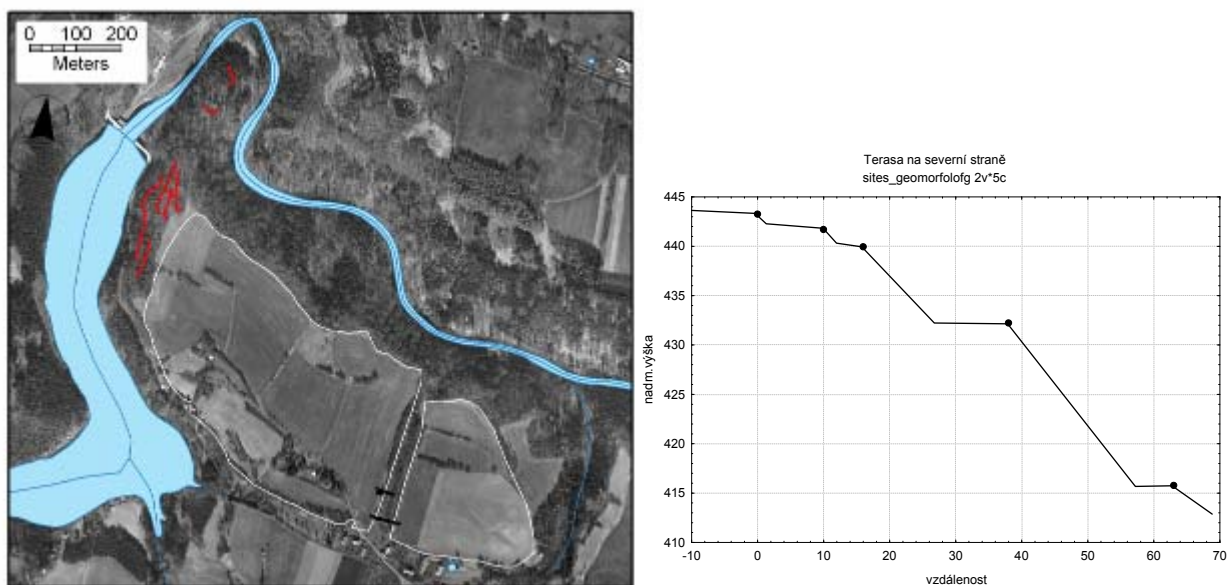 0 100 200
Meters
Terasa na severní straně
sites_geomorfolofg 2v*5c
nadm.výška
445
440
435
430
425
420
415
410
-10 0 10 20 30 40 50 60 70
vzdálenost